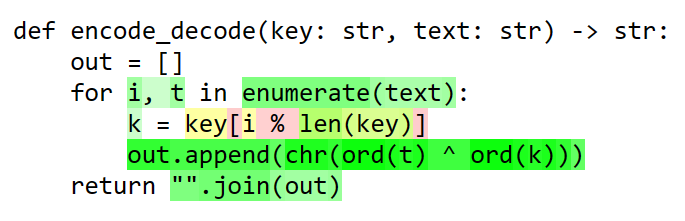 def encode_decode(key: str, text: str) -> str:
    out = []
    for i, t in enumerate(text):
        k = key[i % len(key)]
        out.append(chr(ord(t) ^ ord(k)))
    return "".join(out)